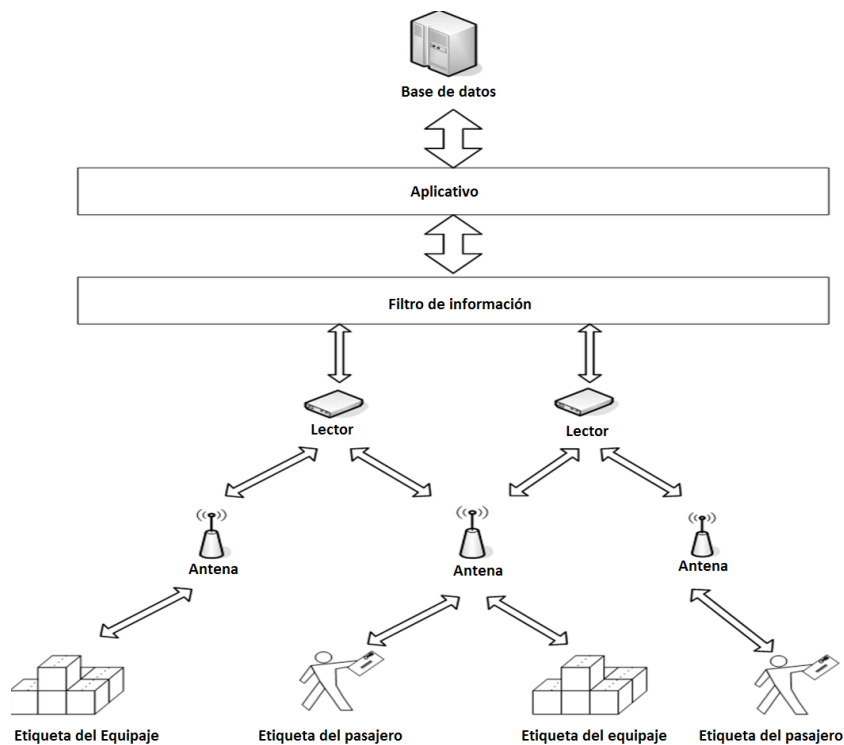 Base de datos
Aplicativo
Filtro de información
Lector
Lector
Antena
Antena
Antena
Etiqueta del Equipaje
Etiqueta del pasajero
Etiqueta del equipaje
Etiqueta del pasajero